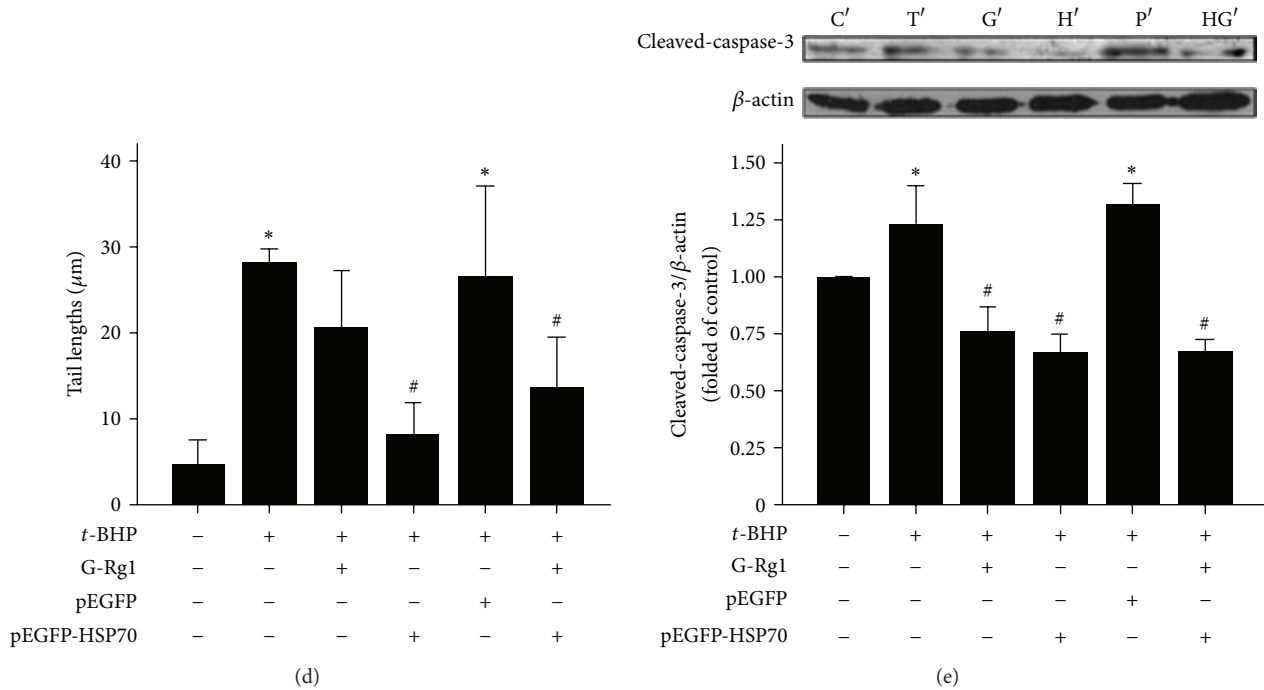 40
30
20
10
0
Tail lengths (μm)
*
*
#
#
t-BHP − + + + + +
G-Rg1 − − + − − +
pEGFP − − − − + −
pEGFP-HSP70 − − − + − +
(d)
C′ T′ G′ H′ P′ HG′
Cleaved-caspase-3
β-actin
1.50
1.25
1.00
0.75
0.50
0.25
0
Cleaved-caspase-3/β-actin
(folded of control)
*
#
#
*
#
t-BHP − + + + + +
G-Rg1 − − + − − +
pEGFP − − − − + −
pEGFP-HSP70 − − − + − +
(e)